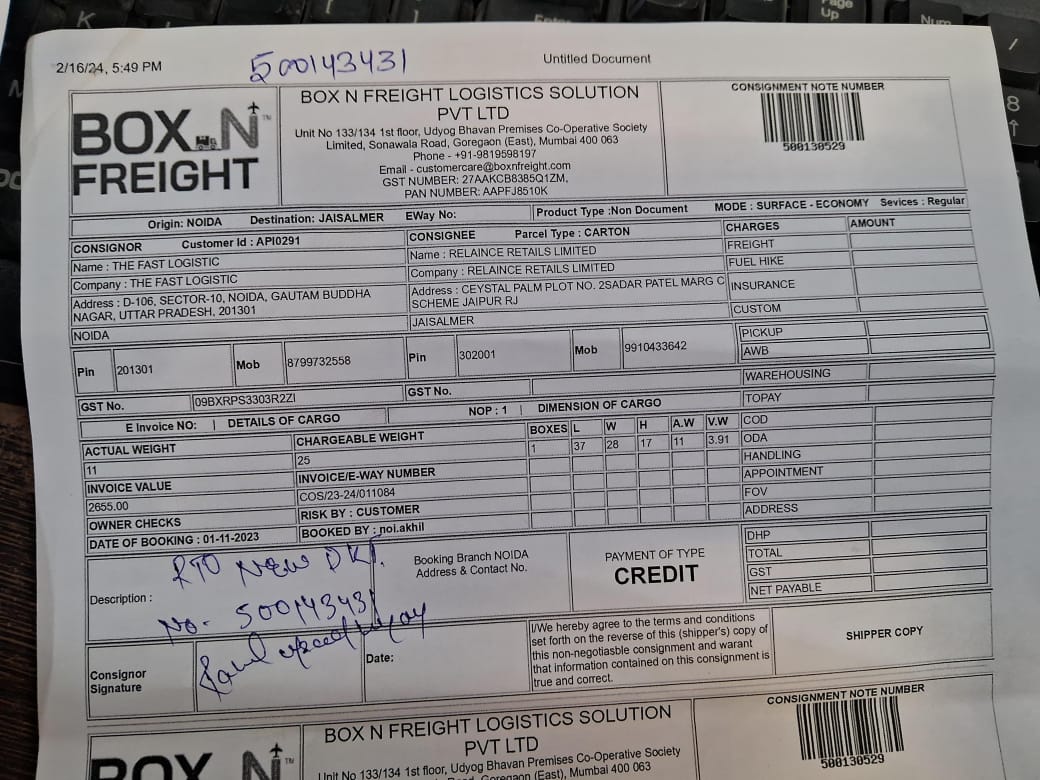 2/16/24, 5:49 PM
500143431
Untitled Document
BOX N FREIGHT
BOX N FREIGHT LOGISTICS SOLUTION
PVT LTD
Unit No 133/134 1st floor, Udyog Bhavan Premises Co-Operative Society
Limited, Sonawala Road, Goregaon (East), Mumbai 400 063
Phone - +91-9819598197
Email - customercare@boxnfreight.com
GST NUMBER: 27AAKCB8385Q1ZM,
PAN NUMBER: AAPFJ8510K
CONSIGNMENT NOTE NUMBER
500130529
Origin: NOIDA Destination: JAISALMER EWay No: Product Type :Non Document MODE : SURFACE - ECONOMY Sevices : Regular
CONSIGNOR Customer Id : API0291
Name : THE FAST LOGISTIC
Company : THE FAST LOGISTIC
Address : D-106, SECTOR-10, NOIDA, GAUTAM BUDDHA
NAGAR, UTTAR PRADESH, 201301
NOIDA
Pin 201301 Mob 8799732558
GST No. 09BXRPS3303R2ZI
CONSIGNEE Parcel Type : CARTON
Name : RELAINCE RETAILS LIMITED
Company : RELAINCE RETAILS LIMITED
Address : CEYSTAL PALM PLOT NO. 2SADAR PATEL MARG C
SCHEME JAIPUR RJ
JAISALMER
Pin 302001 Mob 9910433642
GST No.
CHARGES AMOUNT
FREIGHT
FUEL HIKE
INSURANCE
CUSTOM
PICKUP
AWB
WAREHOUSING
TOPAY
COD
ODA
HANDLING
APPOINTMENT
FOV
ADDRESS
DHP
TOTAL
GST
NET PAYABLE
E Invoice NO: | DETAILS OF CARGO NOP : 1 | DIMENSION OF CARGO
ACTUAL WEIGHT CHARGEABLE WEIGHT
11 25
INVOICE VALUE INVOICE/E-WAY NUMBER
2655.00 COS/23-24/011084
OWNER CHECKS RISK BY : CUSTOMER
DATE OF BOOKING : 01-11-2023 BOOKED BY : noi.akhil
BOXES L W H A.W V.W
1 37 28 17 11 3.91
Description :
RTO New DKT.
No. 500143431
Booking Branch NOIDA
Address & Contact No.
PAYMENT OF TYPE
CREDIT
Consignor
Signature
Date:
I/We hereby agree to the terms and conditions
set forth on the reverse of this (shipper's) copy of
this non-negotiasble consignment and warant
that information contained on this consignment is
true and correct.
SHIPPER COPY
BOX N
BOX N FREIGHT LOGISTICS SOLUTION
PVT LTD
Unit No 133/134 1st floor, Udyog Bhavan Premises Co-Operative Society
Goregaon (East), Mumbai 400 063
CONSIGNMENT NOTE NUMBER
500130529